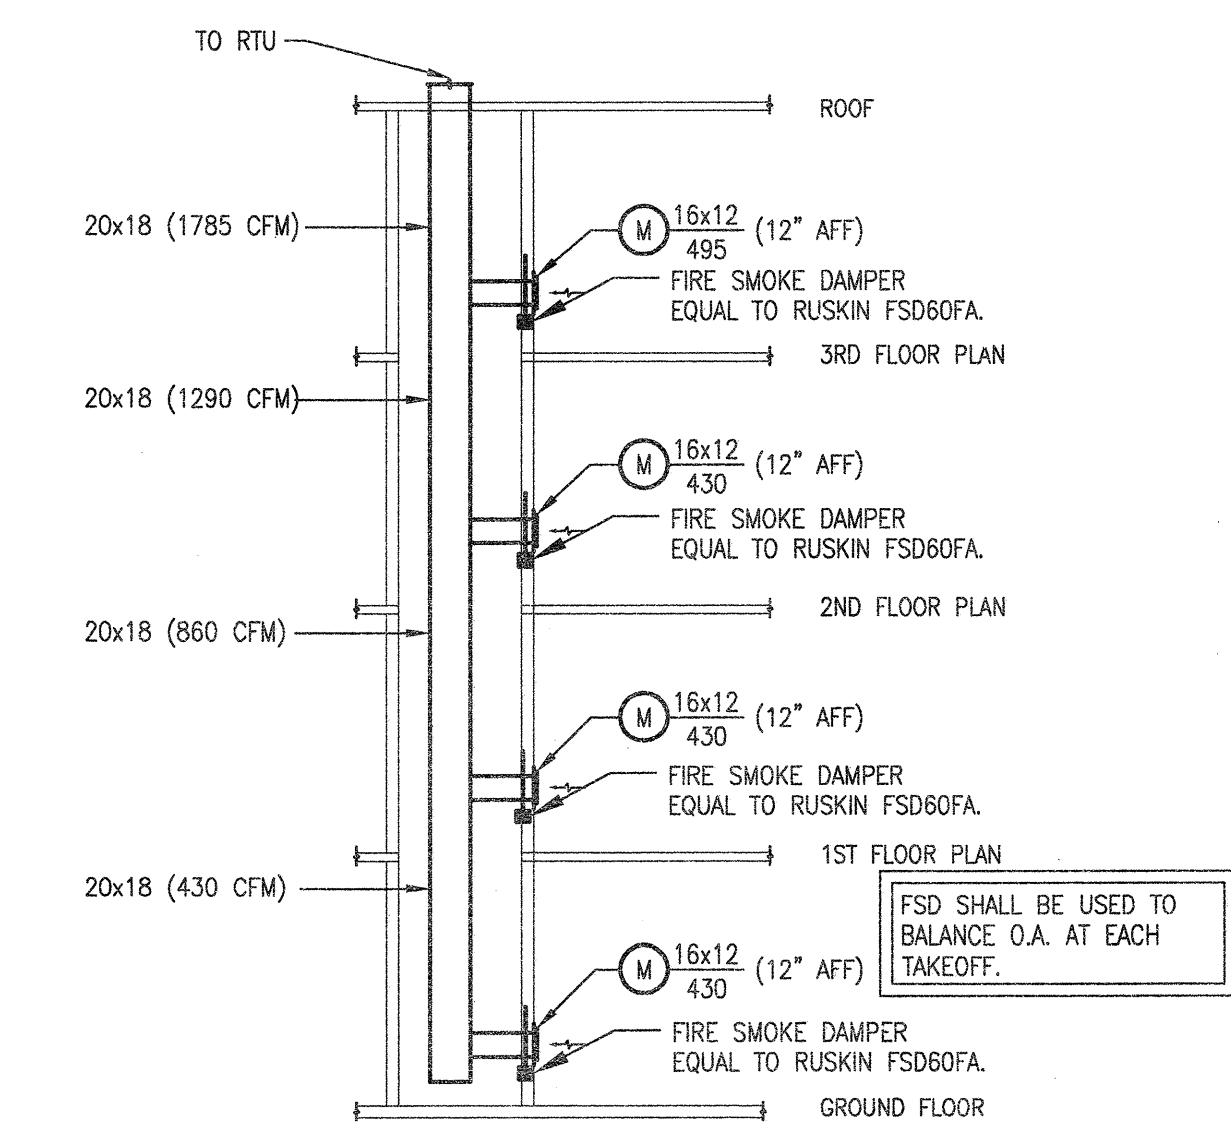 TO RTU
ROOF
20x18 (1785 CFM)
M 16x12 (12" AFF)
495
FIRE SMOKE DAMPER
EQUAL TO RUSKIN FSD60FA.
3RD FLOOR PLAN
20x18 (1290 CFM)
M 16x12 (12" AFF)
430
FIRE SMOKE DAMPER
EQUAL TO RUSKIN FSD60FA.
2ND FLOOR PLAN
20x18 (860 CFM)
M 16x12 (12" AFF)
430
FIRE SMOKE DAMPER
EQUAL TO RUSKIN FSD60FA.
1ST FLOOR PLAN
20x18 (430 CFM)
FSD SHALL BE USED TO
BALANCE O.A. AT EACH
TAKEOFF.
M 16x12 (12" AFF)
430
FIRE SMOKE DAMPER
EQUAL TO RUSKIN FSD60FA.
GROUND FLOOR